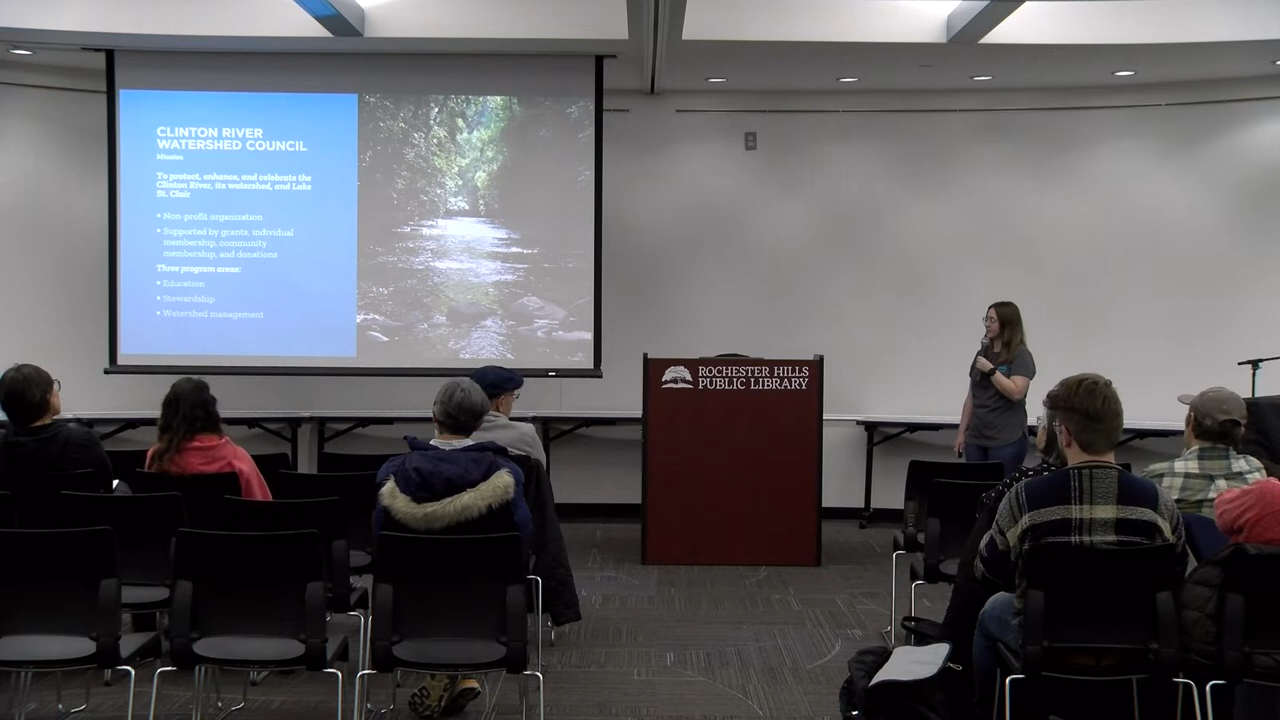 CLINTON RIVER
WATERSHED COUNCIL
Mission
To protect, enhance, and celebrate the
Clinton River, its watershed, and Lake
St. Clair
▪ Non-profit organization
▪ Supported by grants, individual
membership, community
membership, and donations
Three program areas:
▪ Education
▪ Stewardship
▪ Watershed management
ROCHESTER HILLS
PUBLIC LIBRARY